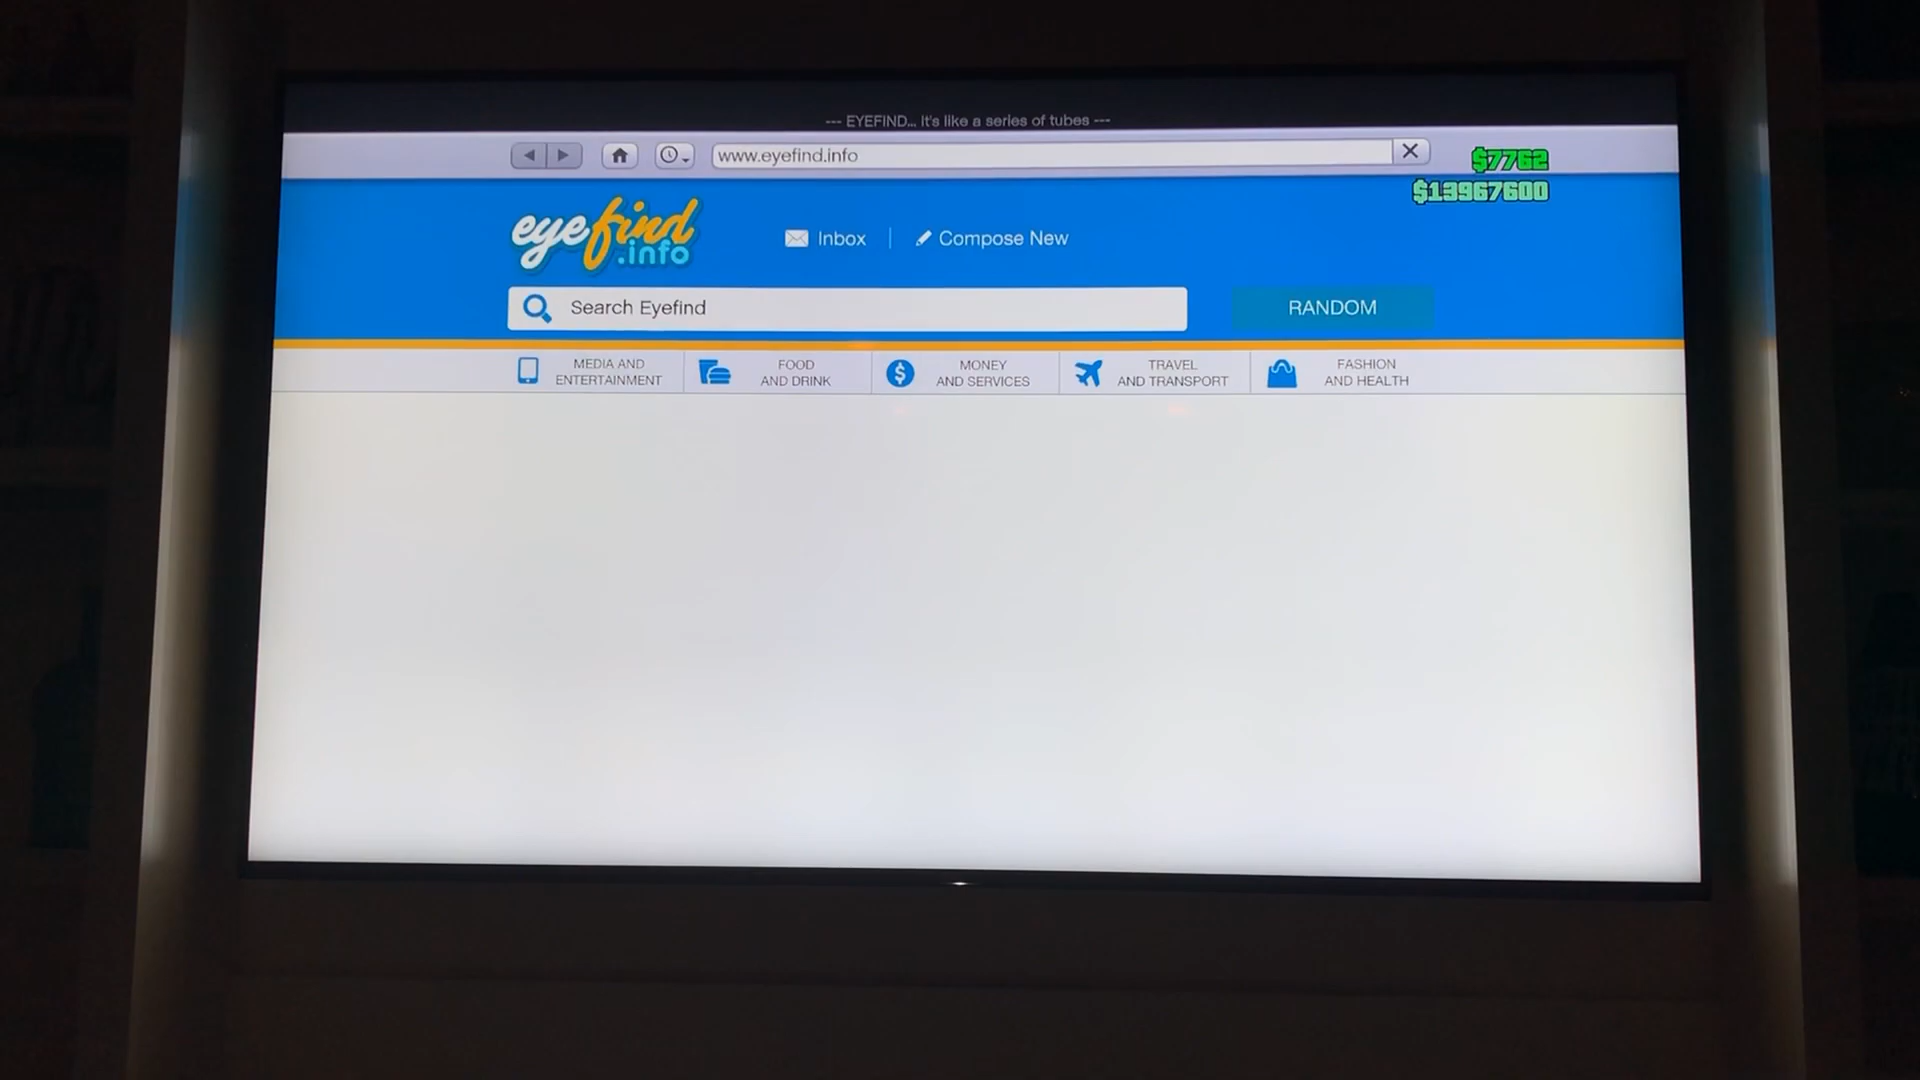 --- EYEFIND... It's like a series of tubes ---
www.eyefind.info
$7762
$13967600
eyefind.info
Inbox
Compose New
Search Eyefind
RANDOM
MEDIA AND ENTERTAINMENT
FOOD AND DRINK
MONEY AND SERVICES
TRAVEL AND TRANSPORT
FASHION AND HEALTH